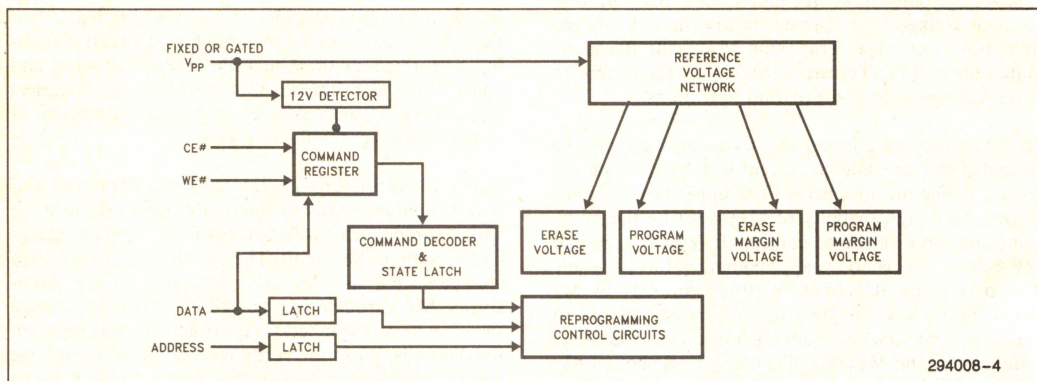 FIXED OR GATED
VPP
12V DETECTOR
CE#
WE#
COMMAND
REGISTER
COMMAND DECODER
&
STATE LATCH
DATA
LATCH
ADDRESS
LATCH
REPROGRAMMING
CONTROL CIRCUITS
REFERENCE
VOLTAGE
NETWORK
ERASE
VOLTAGE
PROGRAM
VOLTAGE
ERASE
MARGIN
VOLTAGE
PROGRAM
MARGIN
VOLTAGE
294008-4